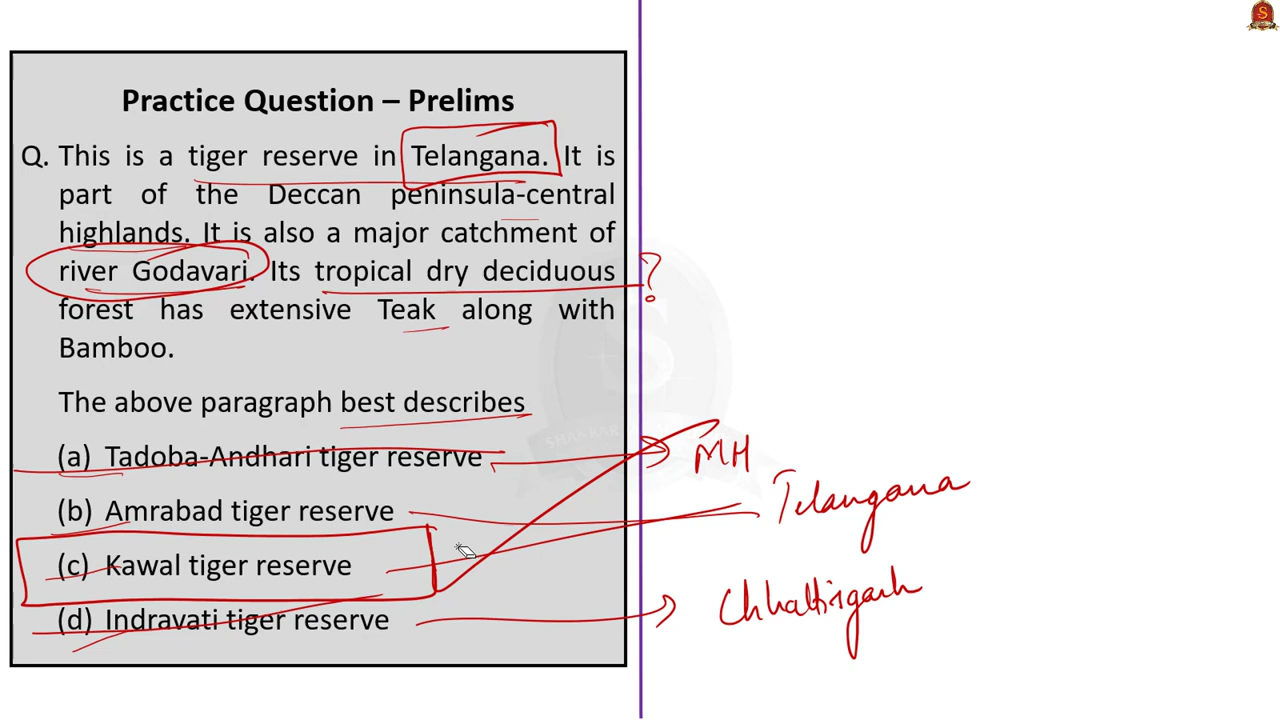 Practice Question – Prelims
Q. This is a tiger reserve in Telangana. It is
part of the Deccan peninsula-central
highlands. It is also a major catchment of
river Godavari. Its tropical dry deciduous
forest has extensive Teak along with
Bamboo.
?
The above paragraph best describes
(a) Tadoba-Andhari tiger reserve
MH
(b) Amrabad tiger reserve
Telangana
(c) Kawal tiger reserve
(d) Indravati tiger reserve
Chhattisgarh
S
SHANKAR